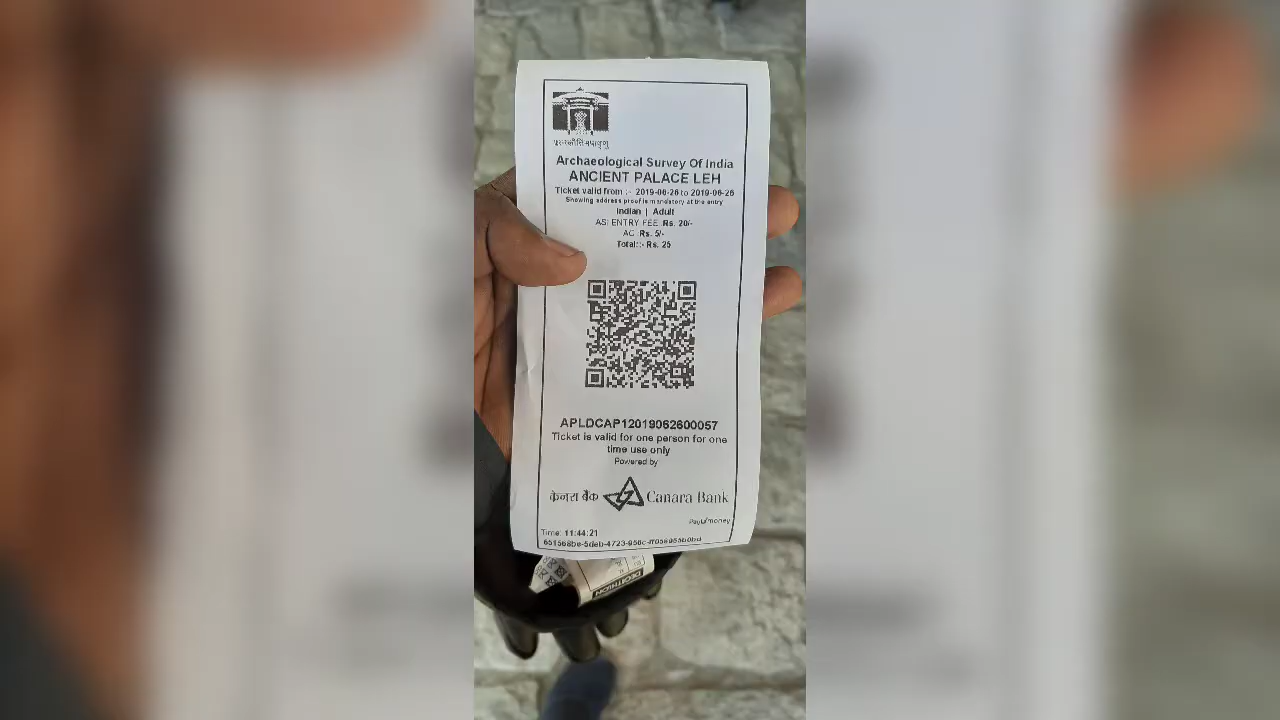 Archaeological Survey Of India
ANCIENT PALACE LEH
Ticket valid from :- 2019-06-26 to 2019-06-26
Showing address proof is mandatory at the entry
Indian | Adult
ASI ENTRY FEE :Rs. 20/-
AC :Rs. 5/-
Total::- Rs. 25
APLDCAP12019062600057
Ticket is valid for one person for one
time use only
Powered by
केनरा बैंक Canara Bank
PayUmoney
Time: 11:44:21
DECATHLON